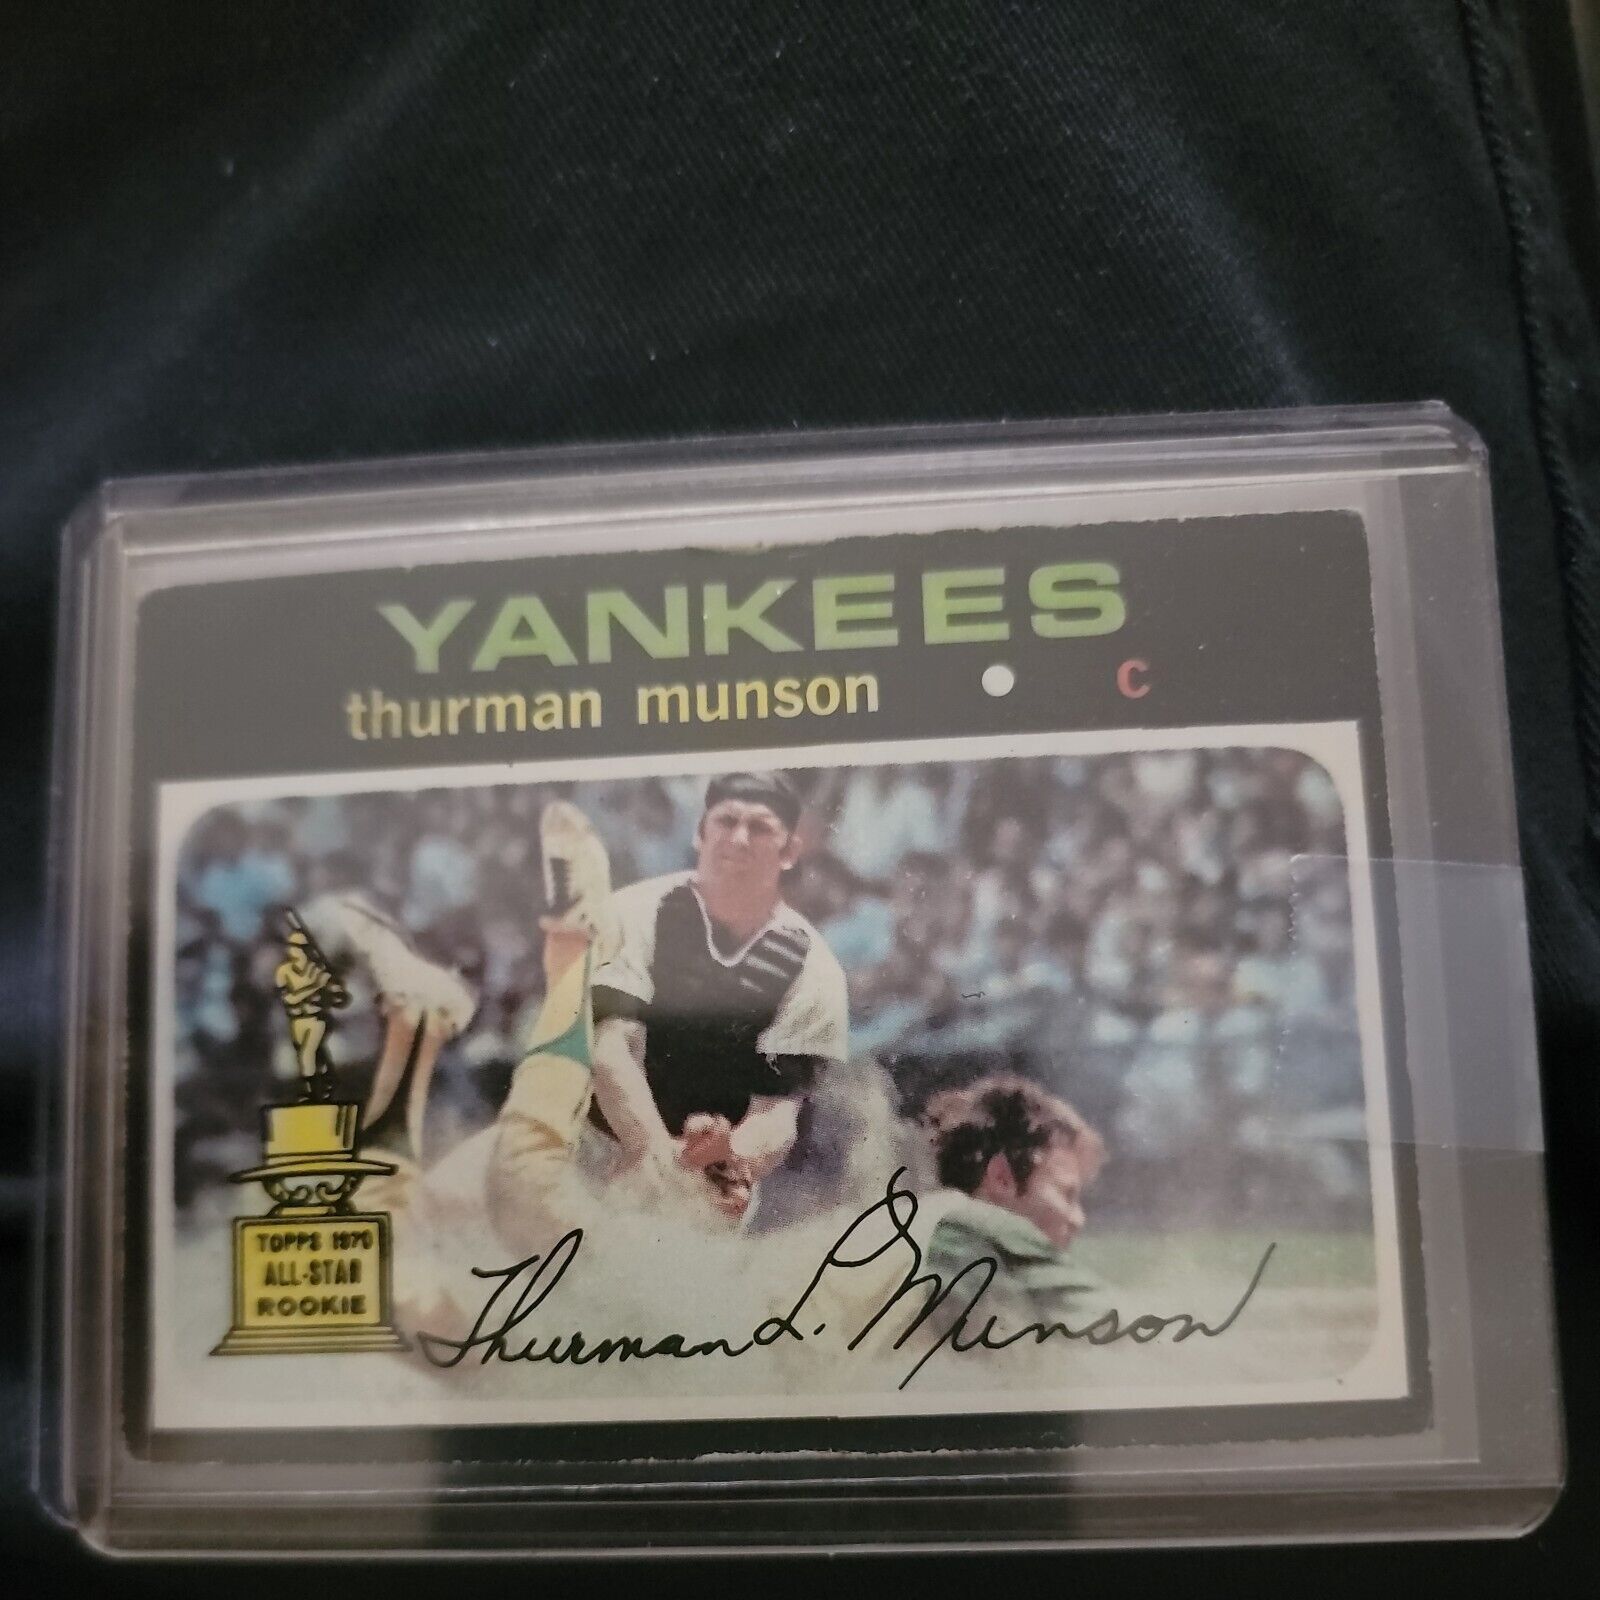 YANKEES
thurman munson • c
TOPPS 1970
ALL-STAR
ROOKIE
Thurman L. Munson